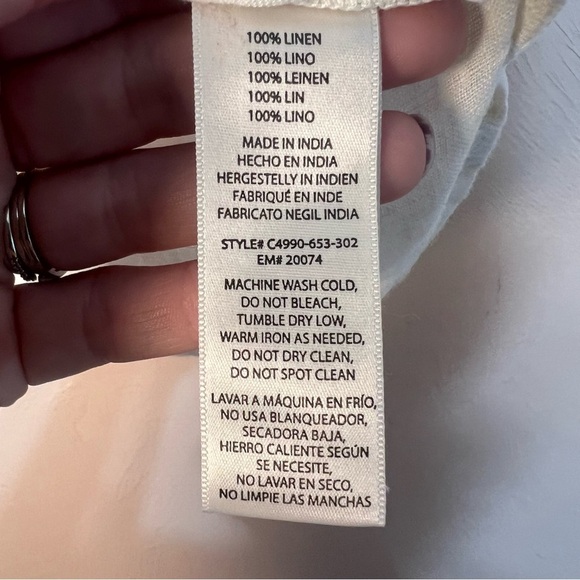 100% LINEN
100% LINO
100% LEINEN
100% LIN
100% LINO
MADE IN INDIA
HECHO EN INDIA
HERGESTELLY IN INDIEN
FABRIQUÉ EN INDE
FABRICATO NEGIL INDIA
STYLE# C4990-653-302
EM# 20074
MACHINE WASH COLD,
DO NOT BLEACH,
TUMBLE DRY LOW,
WARM IRON AS NEEDED,
DO NOT DRY CLEAN,
DO NOT SPOT CLEAN
LAVAR A MÁQUINA EN FRÍO,
NO USA BLANQUEADOR,
SECADORA BAJA,
HIERRO CALIENTE SEGÚN
SE NECESITE,
NO LAVAR EN SECO,
NO LIMPIE LAS MANCHAS